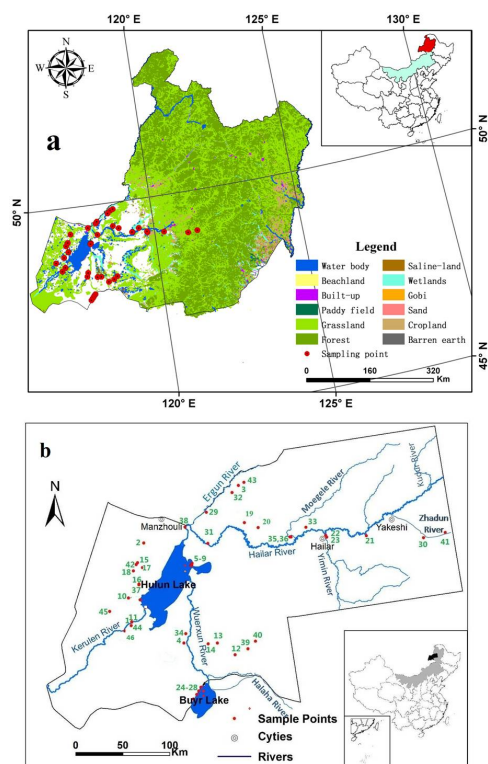 120° E
125° E
130° E
N
W
E
S
a
50° N
50° N
45° N
Legend
Water body
Saline-land
Beachland
Wetlands
Built-up
Gobi
Paddy field
Sand
Grassland
Cropland
Forest
Barren earth
Sampling point
0
160
320
Km
120° E
125° E
b
N
Ergun River
43
3
32
29
Moegele River
Kuduir River
Manzhouli
38
19
20
33
Yakeshi
Zhadun
River
31
35,36
22
Hailar River
Hailar
23
21
30
41
Yimin River
2
42
15
17
18
5-9
16
Hulun Lake
37
10
45
Wuerxun River
Kerulen River
11
44
46
34
4
13
14
40
39
12
24-28
Buyr Lake
Halaha River
Sample Points
Cyties
Rivers
0
50
100
Km